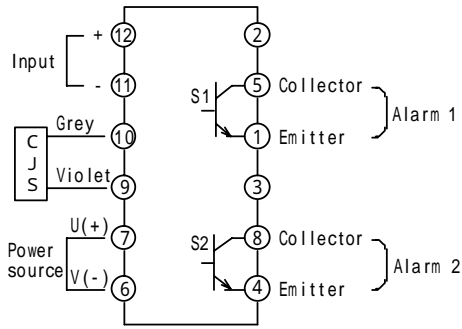 + 12 2
Input
- 11 S1 5 Collector
Alarm 1
Grey 10 1 Emitter
CJS
Violet 9 3
U(+) 7 S2 8 Collector
Power source
Alarm 2
V(-) 6 4 Emitter